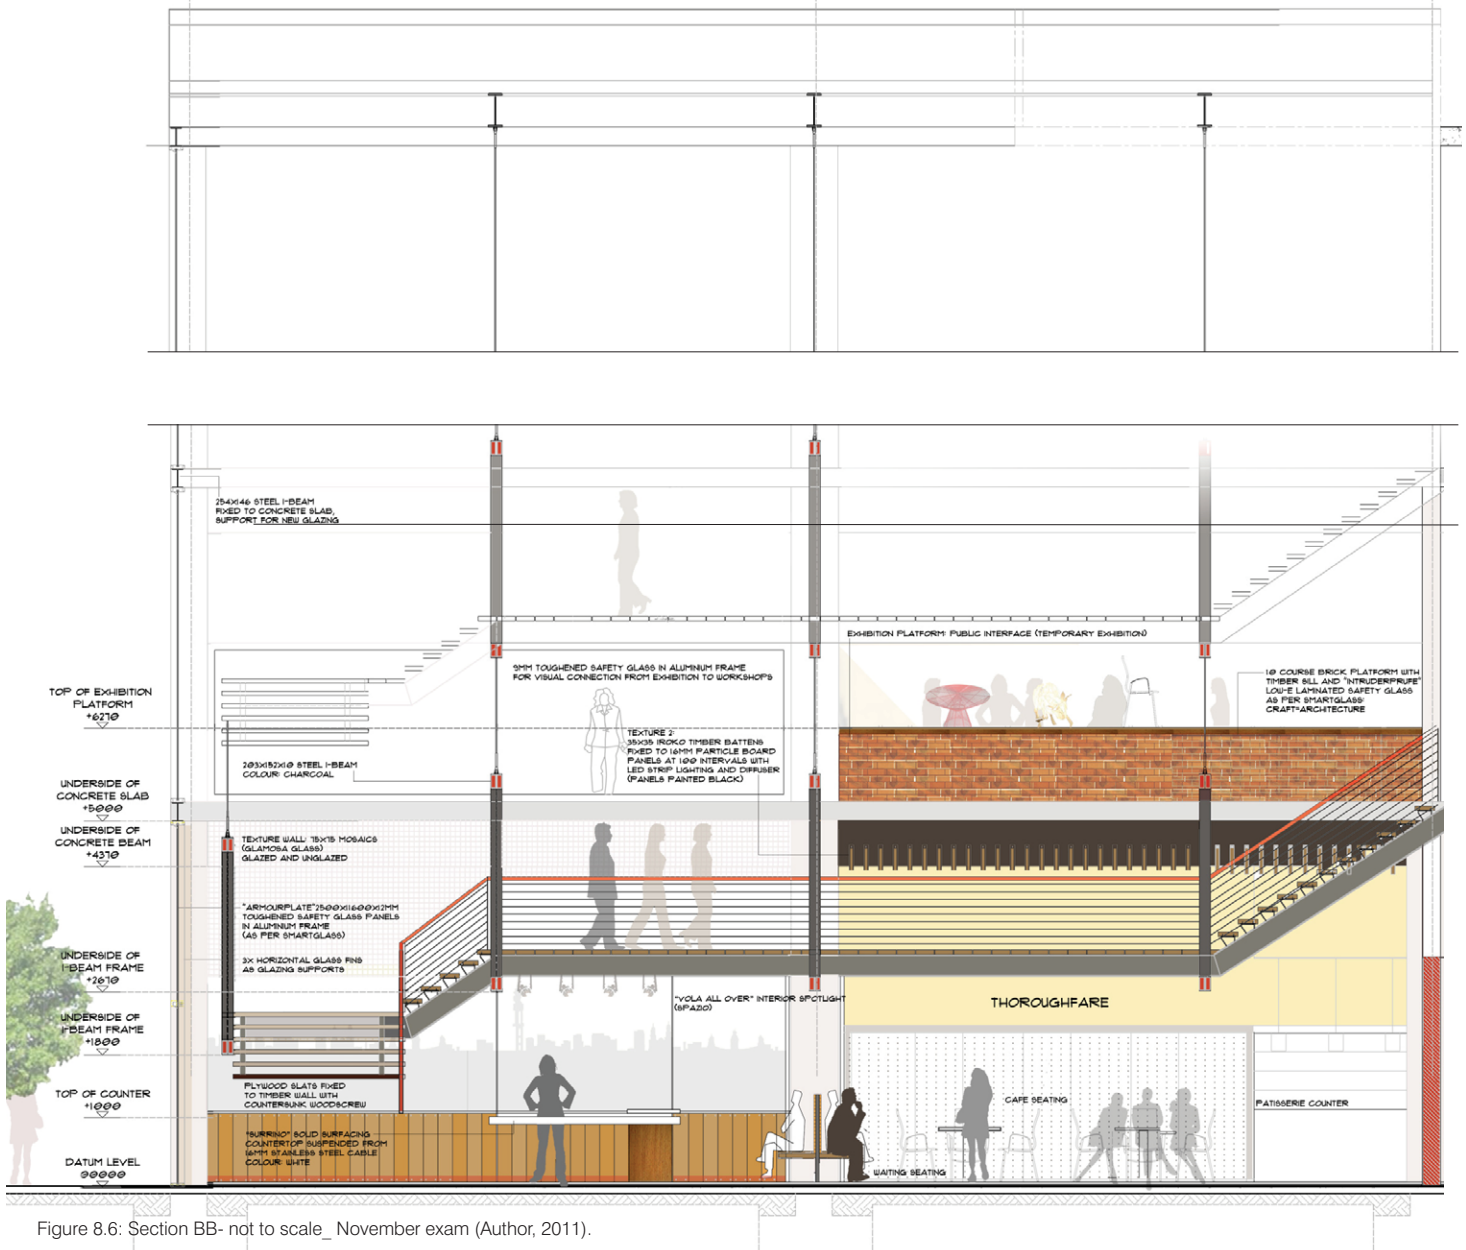 254X146 STEEL I-BEAM
FIXED TO CONCRETE SLAB,
SUPPORT FOR NEW GLAZING
EXHIBITION PLATFORM: PUBLIC INTERFACE (TEMPORARY EXHIBITION)
9MM TOUGHENED SAFETY GLASS IN ALUMINUM FRAME
FOR VISUAL CONNECTION FROM EXHIBITION TO WORKSHOPS
10 COURSE BRICK PLATFORM WITH
TIMBER SILL AND "INTRUDERPRUFE"
LOW-E LAMINATED SAFETY GLASS
AS PER SMARTGLASS:
CRAFT=ARCHITECTURE
TOP OF EXHIBITION
PLATFORM
+6270
TEXTURE 2:
35X35 IROKO TIMBER BATTENS
FIXED TO 16MM PARTICLE BOARD
PANELS AT 100 INTERVALS WITH
LED STRIP LIGHTING AND DIFFUSER
(PANELS PANTED BLACK)
203X152X10 STEEL I-BEAM
COLOUR: CHARCOAL
UNDERSIDE OF
CONCRETE SLAB
+5000
UNDERSIDE OF
CONCRETE BEAM
+4370
TEXTURE WALL: 75X75 MOSAICS
(GLAMOSA GLASS)
GLAZED AND UNGLAZED
"ARMOURPLATE"2500X11600X12MM
TOUGHENED SAFETY GLASS PANELS
IN ALUMINUM FRAME
(AS PER SMARTGLASS)
3X HORIZONTAL GLASS FINS
AS GLAZING SUPPORTS
UNDERSIDE OF
I-BEAM FRAME
+2670
"VOLA ALL OVER" INTERIOR SPOTLIGHT
(SPAZIO)
THOROUGHFARE
UNDERSIDE OF
I-BEAM FRAME
+1800
PLYWOOD SLATS FIXED
TO TIMBER WALL WITH
COUNTERSUNK WOODSCREW
TOP OF COUNTER
+1000
CAFE SEATING
PATISSERIE COUNTER
"SURRINO" SOLID SURFACING
COUNTERTOP SUSPENDED FROM
16MM STAINLESS STEEL CABLE
COLOUR: WHITE
DATUM LEVEL
00000
WAITING SEATING
Figure 8.6: Section BB- not to scale_ November exam (Author, 2011).